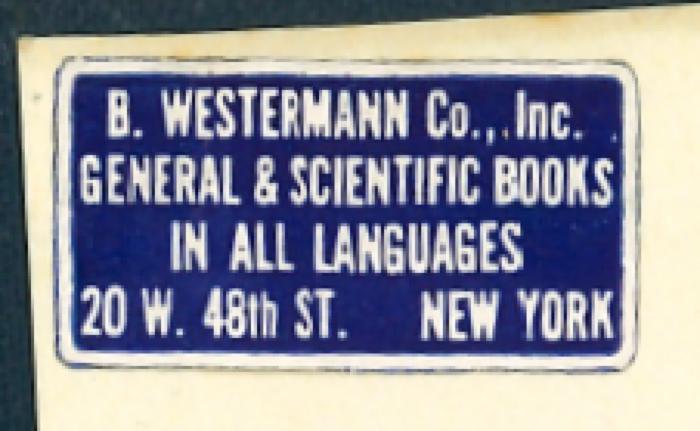 B. WESTERMANN Co., Inc.
GENERAL & SCIENTIFIC BOOKS
IN ALL LANGUAGES
20 W. 48th ST. NEW YORK